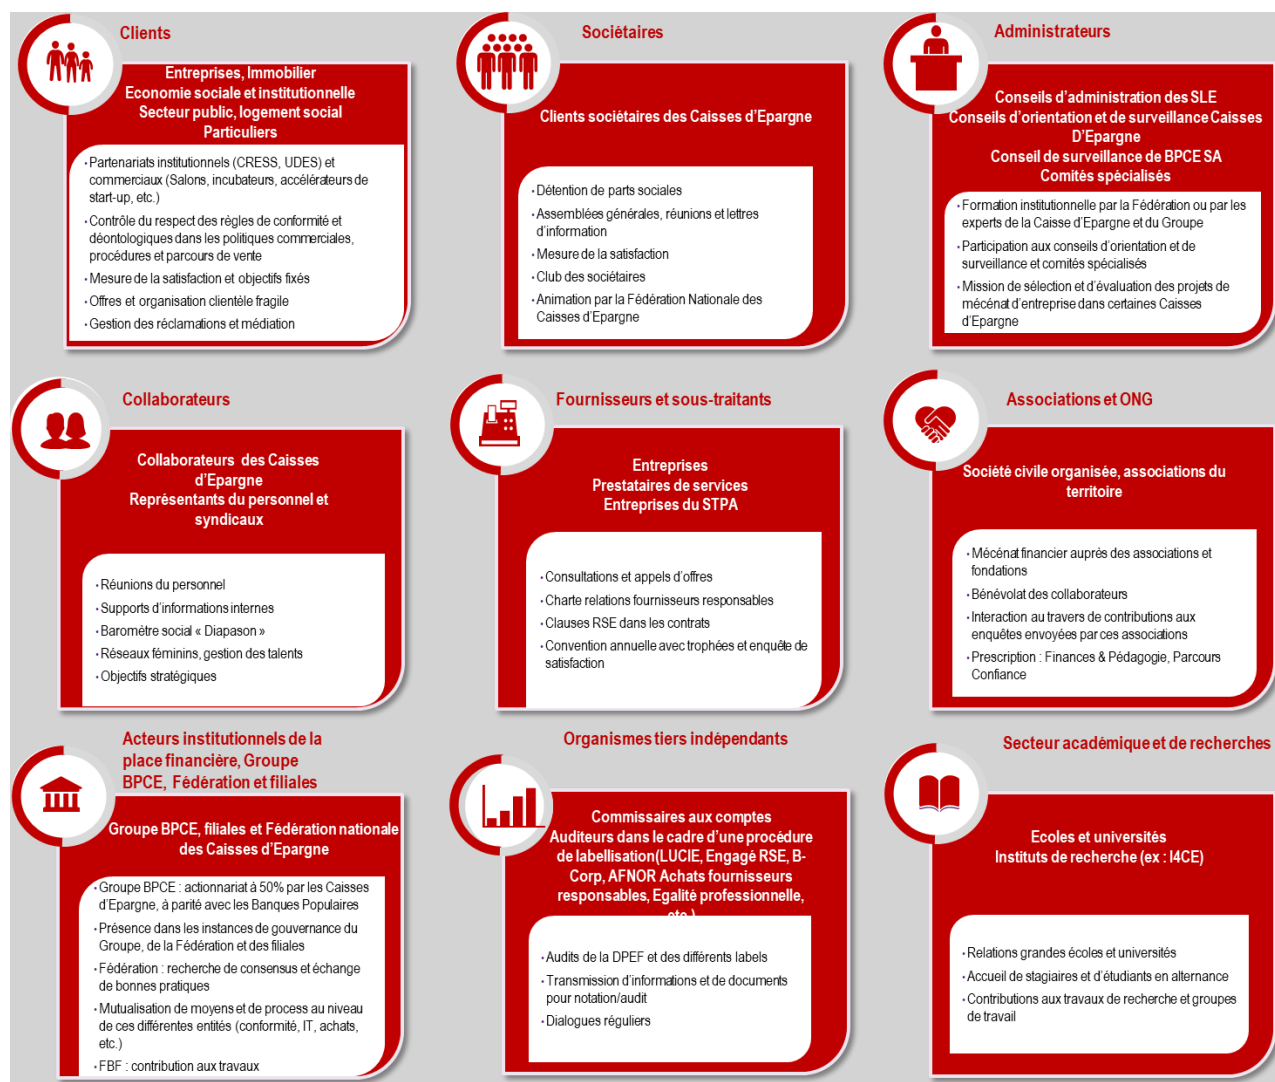 Clients
Entreprises, Immobilier
Economie sociale et institutionnelle
Secteur public, logement social
Particuliers
• Partenariats institutionnels (CRESS, UDES) et
commerciaux (Salons, incubateurs, accélérateurs de
start-up, etc.)
• Contrôle du respect des règles de conformité et
déontologiques dans les politiques commerciales,
procédures et parcours de vente
• Mesure de la satisfaction et objectifs fixés
• Offres et organisation clientèle fragile
• Gestion des réclamations et médiation
Sociétaires
Clients sociétaires des Caisses d'Epargne
• Détention de parts sociales
• Assemblées générales, réunions et lettres
d'information
• Mesure de la satisfaction
• Club des sociétaires
• Animation par la Fédération Nationale des
Caisses d'Epargne
Administrateurs
Conseils d'administration des SLE
Conseils d'orientation et de surveillance Caisses
D'Epargne
Conseil de surveillance de BPCE SA
Comités spécialisés
• Formation institutionnelle par la Fédération ou par les
experts de la Caisse d'Epargne et du Groupe
• Participation aux conseils d'orientation et de
surveillance et comités spécialisés
• Mission de sélection et d'évaluation des projets de
mécénat d'entreprise dans certaines Caisses
d'Epargne
Collaborateurs
Collaborateurs des Caisses
d'Epargne
Représentants du personnel et
syndicaux
• Réunions du personnel
• Supports d'informations internes
• Baromètre social « Diapason »
• Réseaux féminins, gestion des talents
• Objectifs stratégiques
Fournisseurs et sous-traitants
Entreprises
Prestataires de services
Entreprises du STPA
• Consultations et appels d'offres
• Charte relations fournisseurs responsables
• Clauses RSE dans les contrats
• Convention annuelle avec trophées et enquête de
satisfaction
Associations et ONG
Société civile organisée, associations du
territoire
• Mécénat financier auprès des associations et
fondations
• Bénévolat des collaborateurs
• Interaction au travers de contributions aux
enquêtes envoyées par ces associations
• Prescription : Finances & Pédagogie, Parcours
Confiance
Acteurs institutionnels de la
place financière, Groupe
BPCE, Fédération et filiales
Groupe BPCE, filiales et Fédération nationale
des Caisses d'Epargne
• Groupe BPCE : actionnariat à 50% par les Caisses
d'Epargne, à parité avec les Banques Populaires
• Présence dans les instances de gouvernance du
Groupe, de la Fédération et des filiales
• Fédération : recherche de consensus et échange
de bonnes pratiques
• Mutualisation de moyens et de process au niveau
de ces différentes entités (conformité, IT, achats,
etc.)
• FBF : contribution aux travaux
Organismes tiers indépendants
Commissaires aux comptes
Auditeurs dans le cadre d'une procédure
de labellisation(LUCIE, Engagé RSE, B-
Corp, AFNOR Achats fournisseurs
responsables, Egalité professionnelle,
etc.)
• Audits de la DPEF et des différents labels
• Transmission d'informations et de documents
pour notation/audit
• Dialogues réguliers
Secteur académique et de recherches
Ecoles et universités
Instituts de recherche (ex : I4CE)
• Relations grandes écoles et universités
• Accueil de stagiaires et d'étudiants en alternance
• Contributions aux travaux de recherche et groupes
de travail